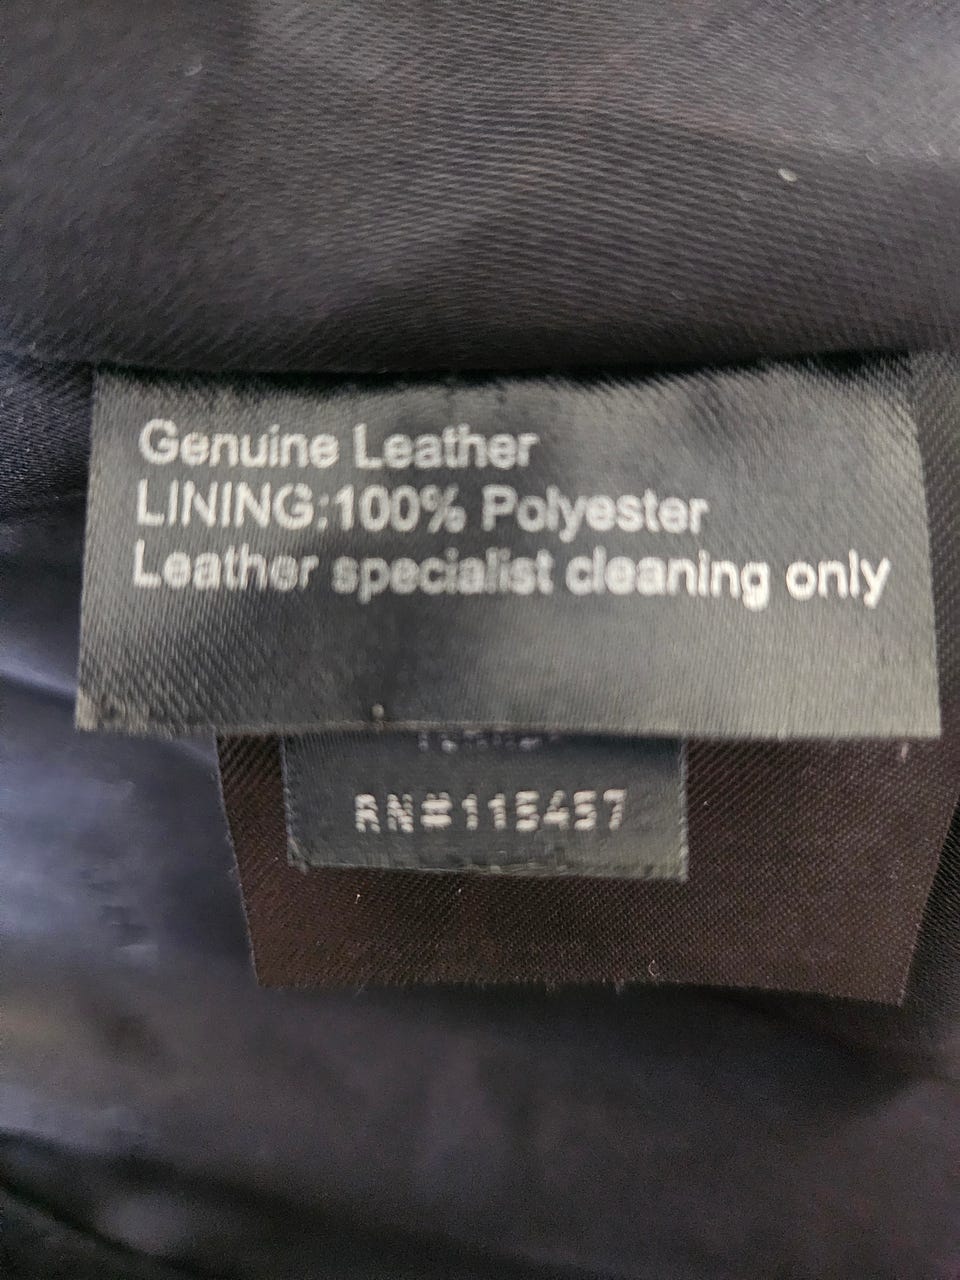 Genuine Leather
LINING:100% Polyester
Leather specialist cleaning only
RN#115457